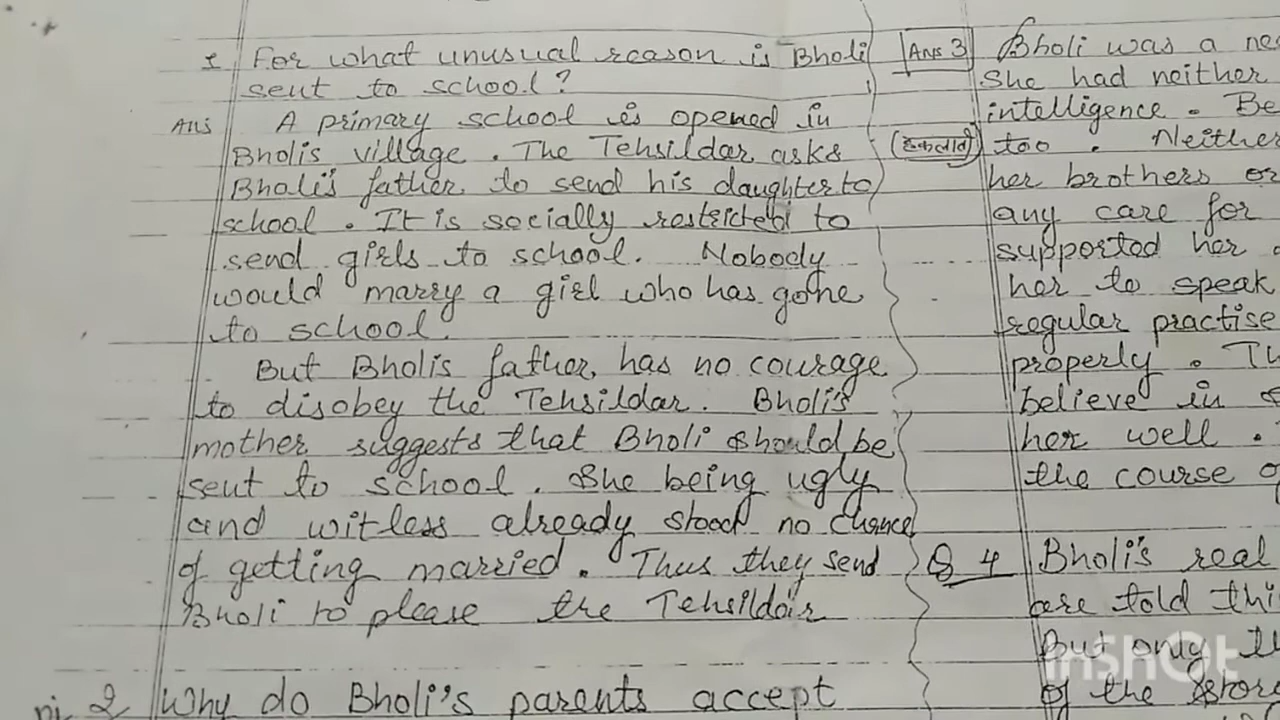 1 For what unusual reason is Bholi
sent to school?
Ans A primary school is opened in
Bholis village. The Tehsildar asks
Bholi's father to send his daughter to
school. It is socially restricted to
send girls to school. Nobody
would marry a girl who has gone
to school.
But Bholis father has no courage
to disobey the Tehsildar. Bholi's
mother suggests that Bholi should be
sent to school. She being ugly
and witless already stood no chance
of getting married. Thus they send
Bholi to please the Tehsildar
2 Why do Bholi's parents accept
Ans 3 Bholi was a ne
She had neither
intelligence. Be
(हकलाना) too. Neither
her brothers or
any care for
supported her
her to speak
regular practise
properly.
believe in
her well.
the course of
Q 4 Bholi's real
are told thi
But only th
of the stor
inshot